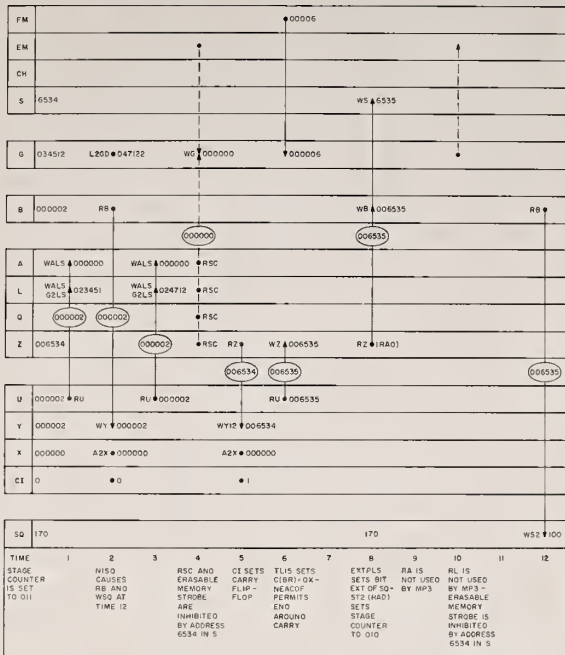 FM 00006
EM
CH
S 6534 WS 6535
G 034512 L2GD 047122 WG 000000 000006
B 000002 RB WB 006535 RB
000000 006535
A WALS 000000 WALS 000000 RSC
L WALS G2LS 023451 WALS G2LS 024712 RSC
Q 000002 000002 RSC
Z 006534 000002 RSC RZ WZ 006535 RZ (RAD)
006534 006535 006535
U 000002 RU RU 000002 RU 006535
Y 000002 WY 000002 WY12 006534
X 000000 A2X 000000 A2X 000000
CI 0 0 1
SQ 170 170 WS2 100
TIME 1 2 3 4 5 6 7 8 9 10 11 12
STAGE COUNTER IS SET TO 011
NISQ CAUSES RB AND WSQ AT TIME 12
RSC AND ERASABLE MEMORY STROBE ARE INHIBITED BY ADDRESS 6534 IN S
CI SETS CARRY FLIP-FLOP
TL15 SETS C(BR)=0X- NEACOF PERMITS END AROUND CARRY
EXTPLS SETS BIT EXT OF SQ- ST2 (RAD) SETS STAGE COUNTER TO 010
RA IS NOT USED BY MP3
RL IS NOT USED BY MP3- ERASABLE MEMORY STROBE IS INHIBITED BY ADDRESS 6534 IN S